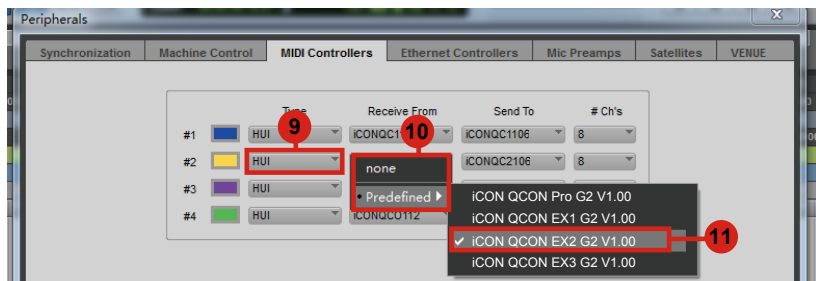 Peripherals
Synchronization Machine Control MIDI Controllers Ethernet Controllers Mic Preamps Satellites VENUE
Receive From Send To # Ch's
#1 HUI iCONQC1106 8
9 10
#2 HUI none iCONQC2106 8
#3 HUI Predefined iCON QCON Pro G2 V1.00
#4 HUI iCONQCO112 iCON QCON EX1 G2 V1.00
iCON QCON EX2 G2 V1.00 11
iCON QCON EX3 G2 V1.00